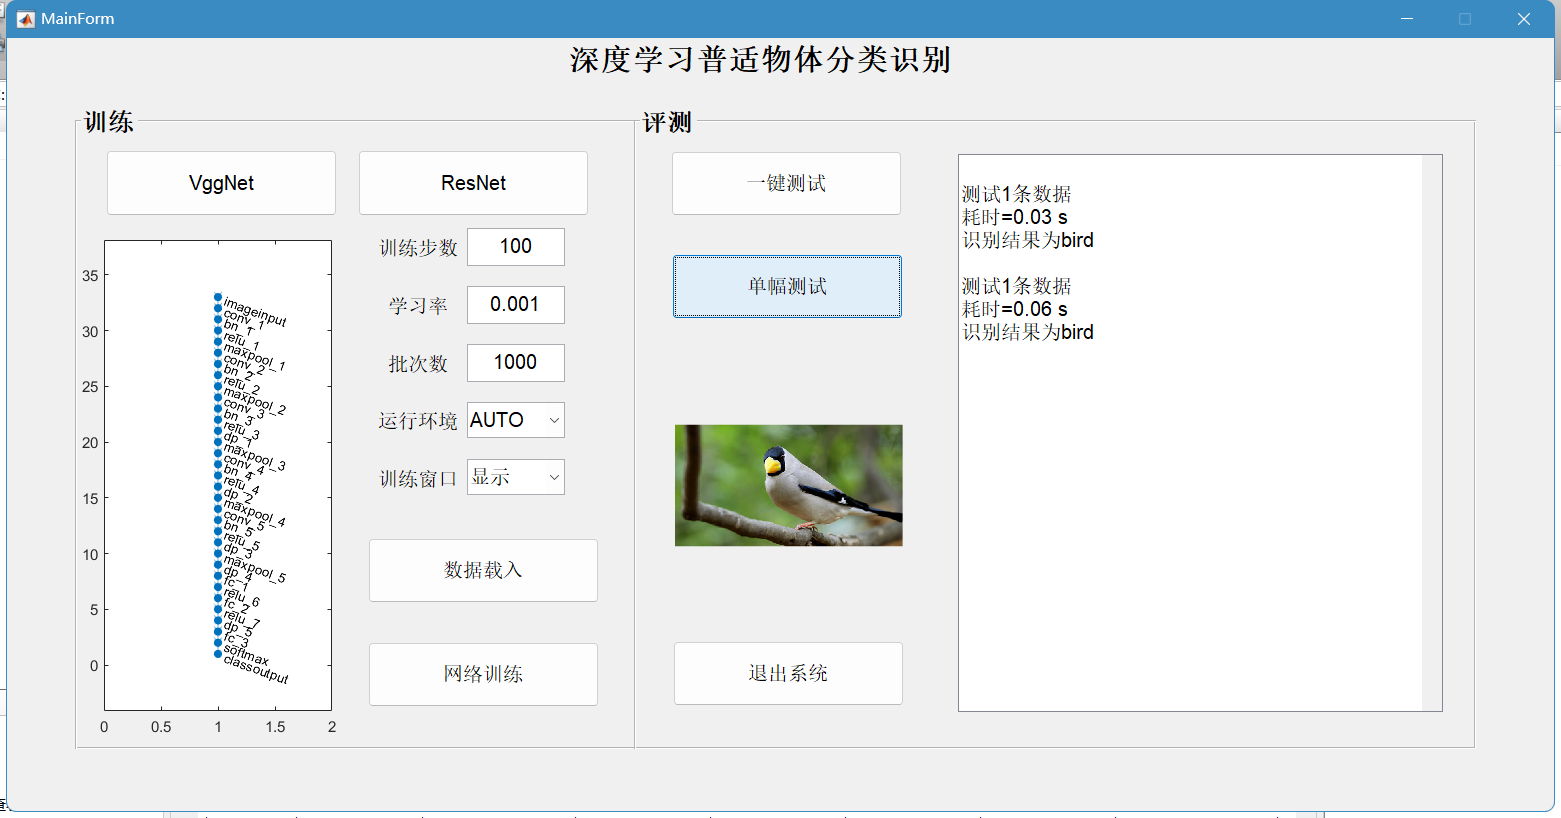 MainForm
深度学习普适物体分类识别
训练
VggNet
ResNet
训练步数
100
学习率
0.001
批次数
1000
运行环境
AUTO
训练窗口
显示
数据载入
网络训练
35
30
25
20
15
10
5
0
0
0.5
1
1.5
2
imageinput
conv_1
bn_1
relu_1
maxpool_1
conv_2
bn_2
relu_2
maxpool_2
conv_3
bn_3
relu_3
dp_1
maxpool_3
conv_4
bn_4
relu_4
dp_2
maxpool_4
conv_5
bn_5
relu_5
dp_3
maxpool_5
dp_4
fc_1
relu_6
fc_2
relu_7
dp_5
fc_3
softmax
classoutput
评测
一键测试
单幅测试
退出系统
测试1条数据
耗时=0.03 s
识别结果为bird
测试1条数据
耗时=0.06 s
识别结果为bird